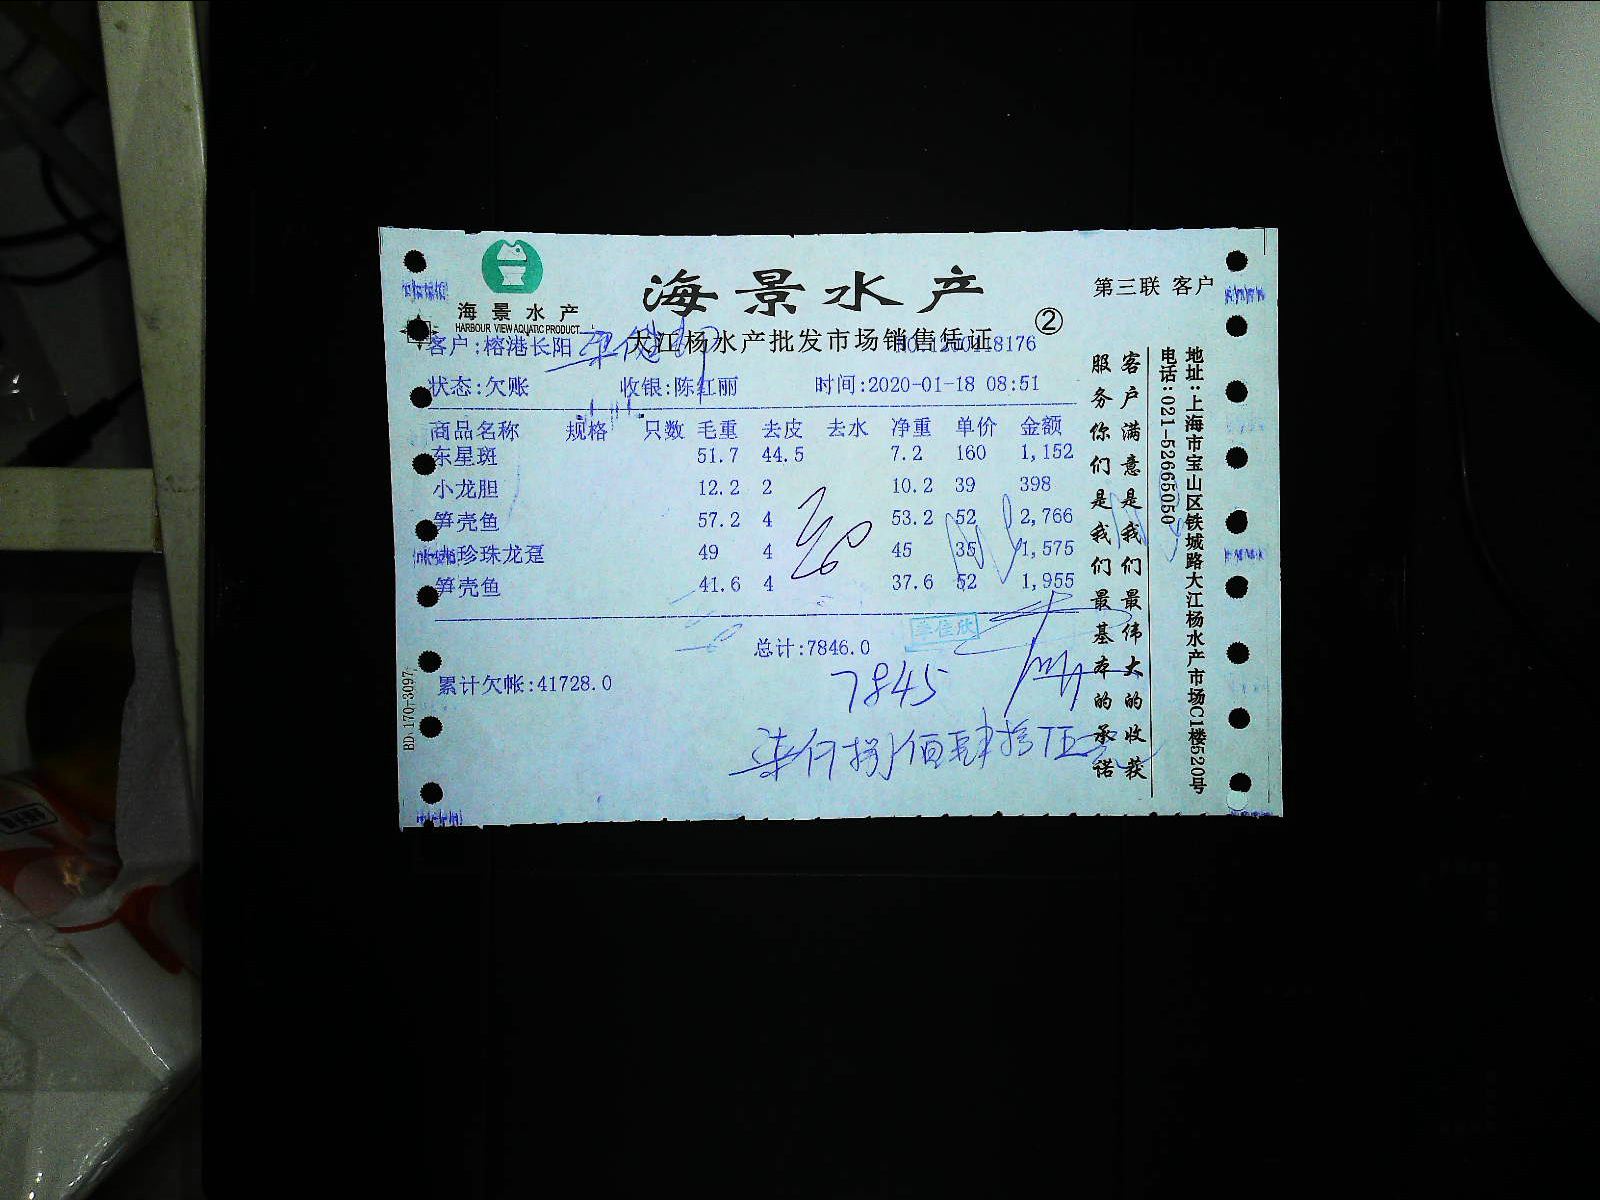 海景水产
HARBOUR VIEW AQUATIC PRODUCT
海景水产
第三联 客户
大江杨水产批发市场销售凭证 ②
客户:榕港长阳
状态:欠账 收银:陈红丽 时间:2020-01-18 08:51
商品名称 规格 只数 毛重 去皮 去水 净重 单价 金额
东星斑 51.7 44.5 7.2 160 1,152
小龙胆 12.2 2 10.2 39 398
笋壳鱼 57.2 4 53.2 52 2,766
珍珠龙趸 49 4 45 35 1,575
笋壳鱼 41.6 4 37.6 52 1,955
总计:7846.0
累计欠帐:41728.0
7845
柒仟捌佰肆拾伍元
客户满意是我们最伟大的收获
服务你们是我们最基本的承诺
地址:上海市宝山区铁城路大江杨水产市场C1楼520号
电话:021-52665050
BD 170-3097